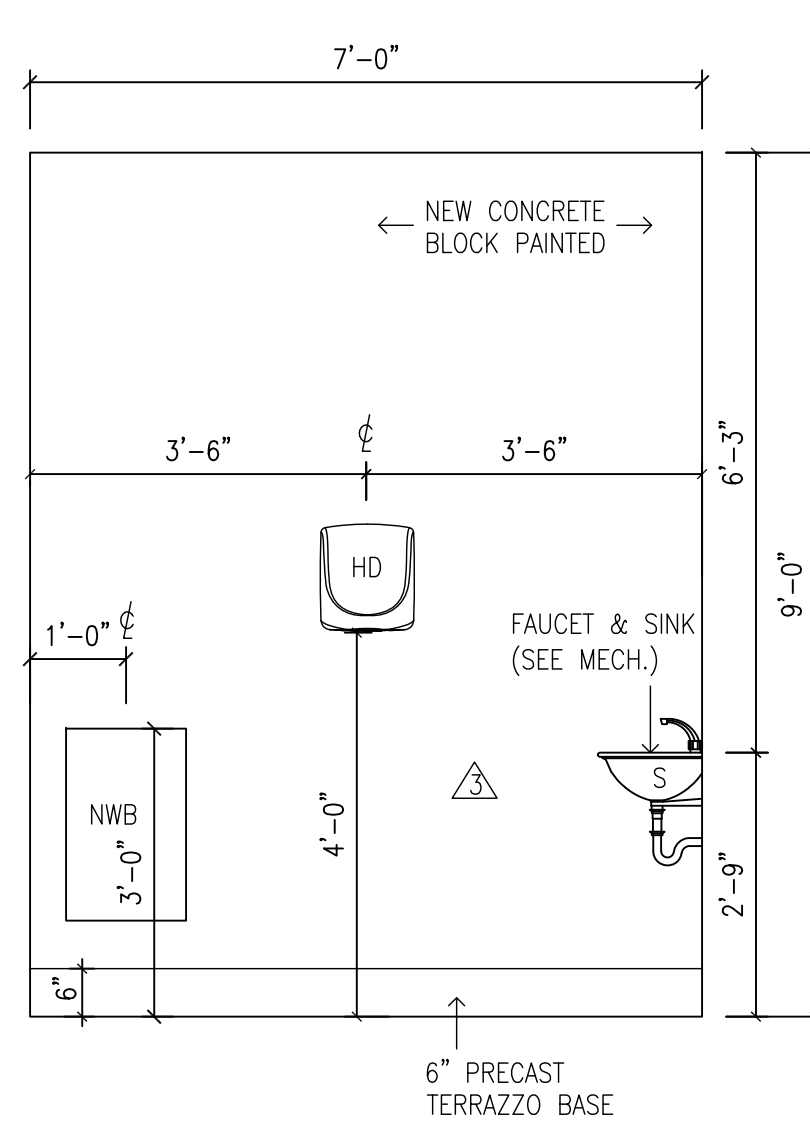 7'-0"
NEW CONCRETE
BLOCK PAINTED
℄
3'-6"
3'-6"
6'-3"
HD
9'-0"
℄
1'-0"
FAUCET & SINK
(SEE MECH.)
S
3
NWB
4'-0"
3'-0"
2'-9"
6"
6" PRECAST
TERRAZZO BASE